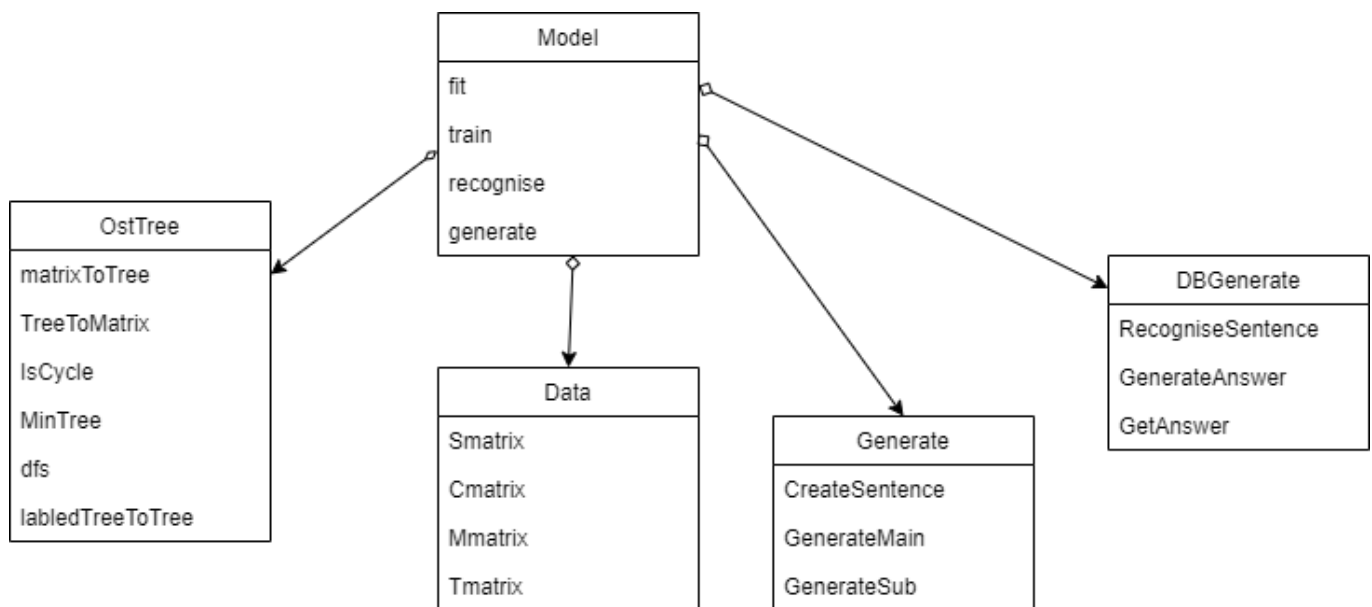 Model
fit
train
recognise
generate
OstTree
matrixToTree
TreeToMatrix
IsCycle
MinTree
dfs
labledTreeToTree
Data
Smatrix
Cmatrix
Mmatrix
Tmatrix
Generate
CreateSentence
GenerateMain
GenerateSub
DBGenerate
RecogniseSentence
GenerateAnswer
GetAnswer